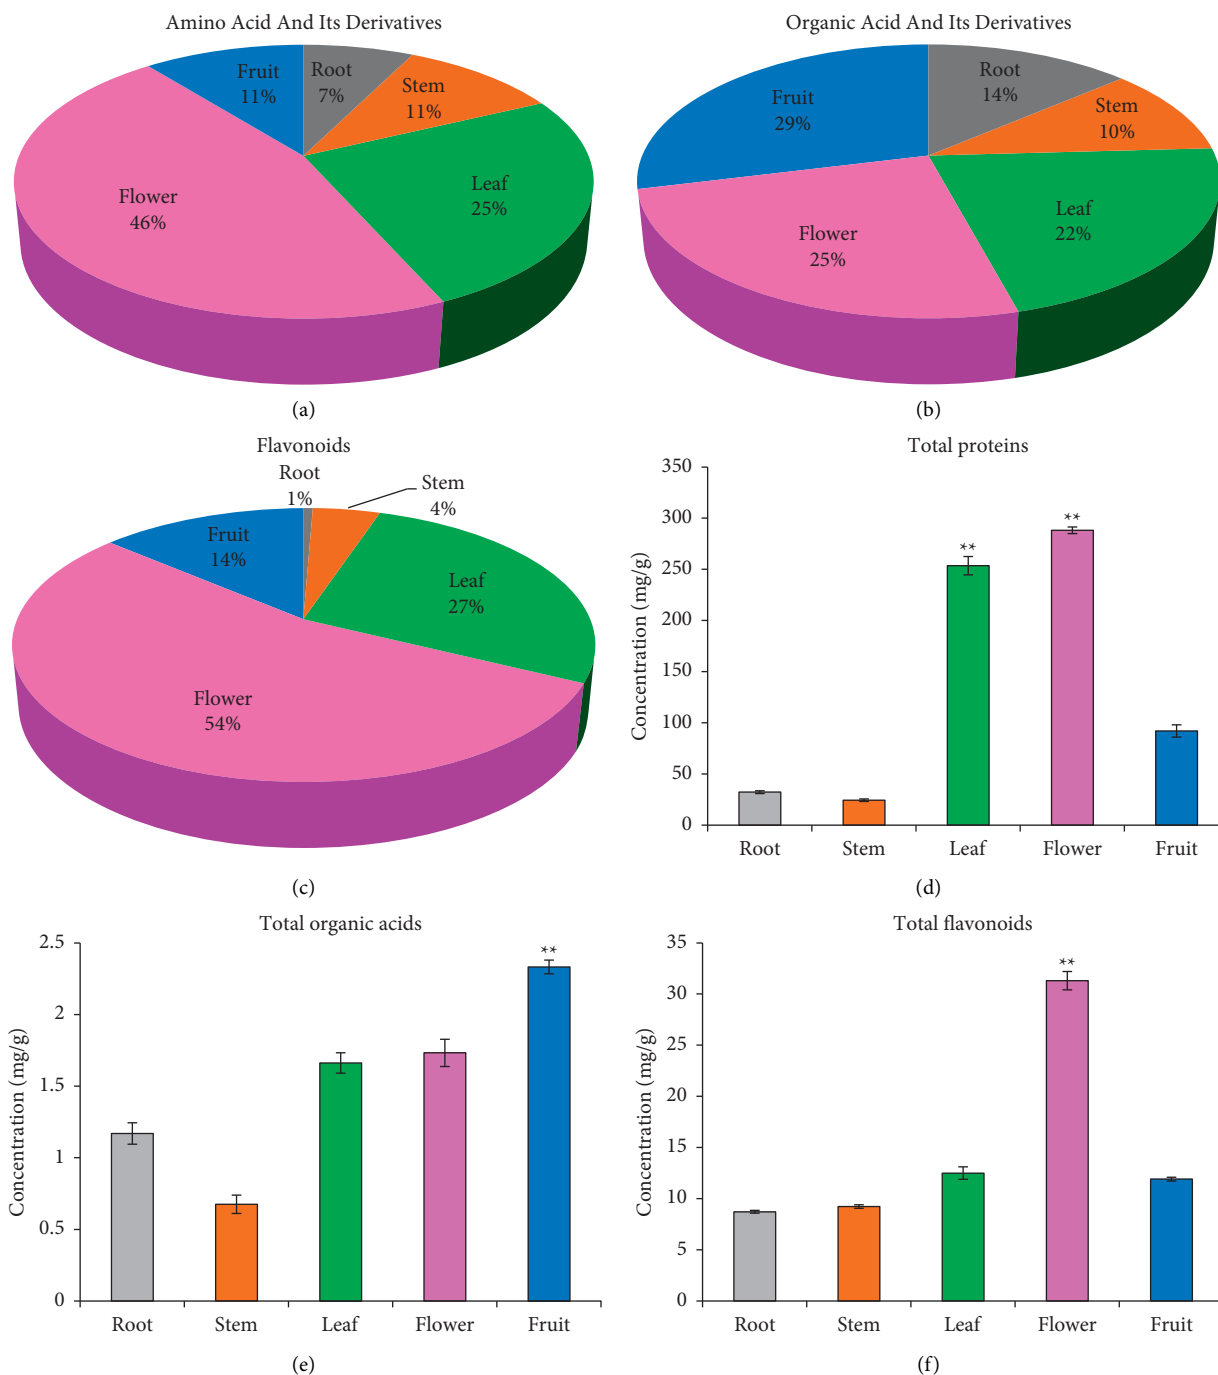 Amino Acid And Its Derivatives
Fruit
11%
Root
7%
Stem
11%
Leaf
25%
Flower
46%
(a)
Organic Acid And Its Derivatives
Fruit
29%
Root
14%
Stem
10%
Leaf
22%
Flower
25%
(b)
Flavonoids
Root
1%
Stem
4%
Fruit
14%
Leaf
27%
Flower
54%
(c)
Total proteins
Concentration (mg/g)
350
300
250
200
150
100
50
0
**
**
Root Stem Leaf Flower Fruit
(d)
Total organic acids
Concentration (mg/g)
2.5
2
1.5
1
0.5
0
**
Root Stem Leaf Flower Fruit
(e)
Total flavonoids
Concentration (mg/g)
35
30
25
20
15
10
5
0
**
Root Stem Leaf Flower Fruit
(f)